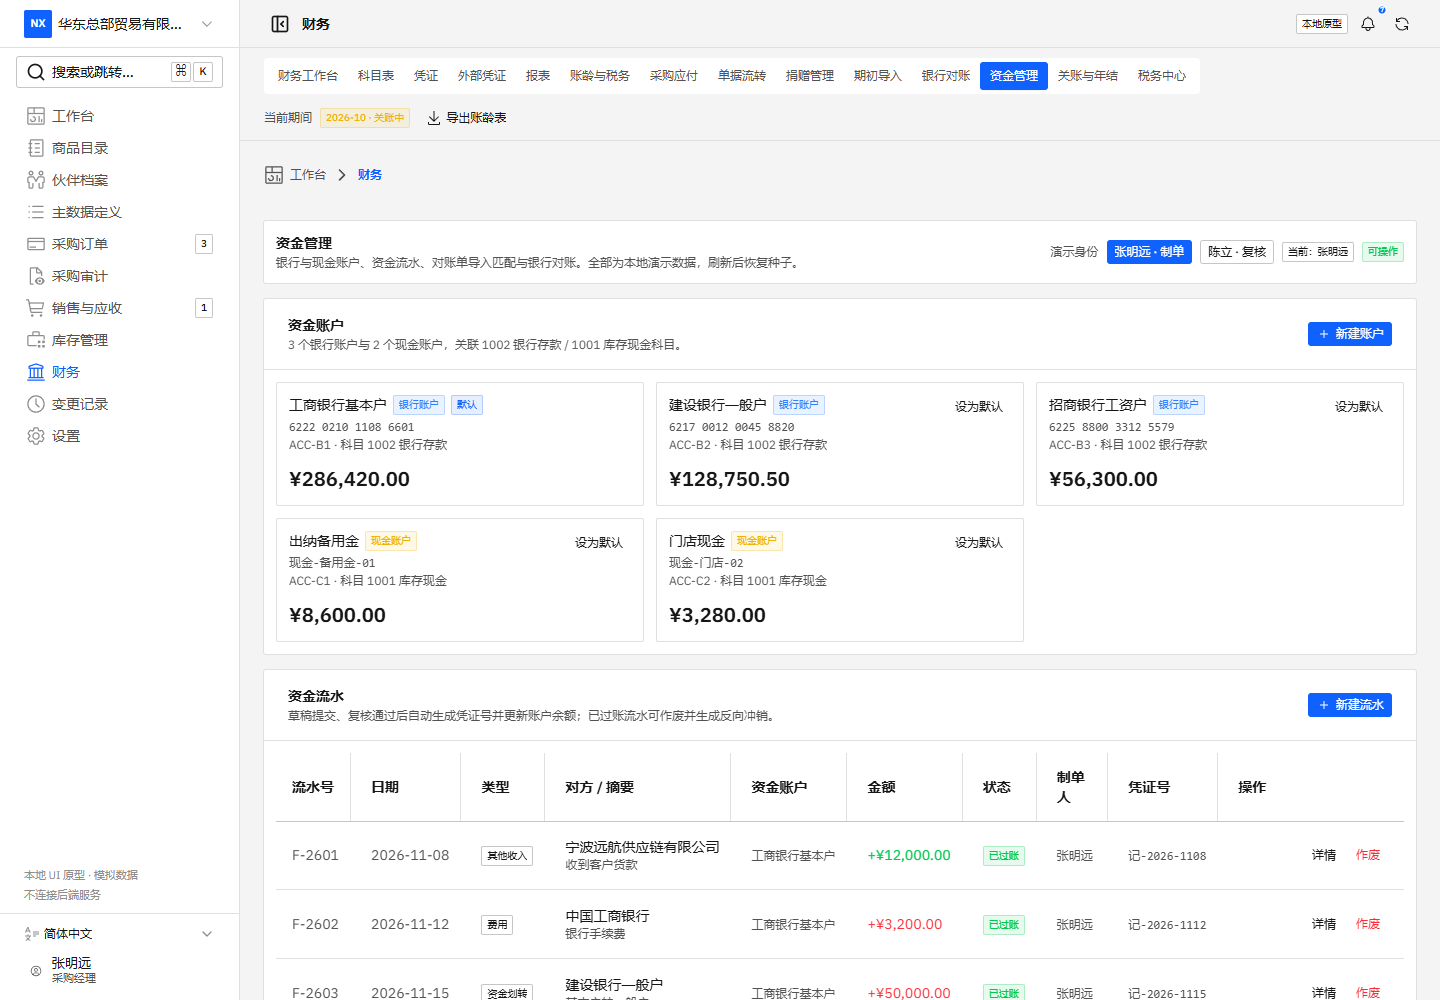 NX 华东总部贸易有限...
搜索或跳转... ⌘ K
工作台
商品目录
伙伴档案
主数据定义
采购订单 3
采购审计
销售与应收 1
库存管理
财务
变更记录
设置
本地 UI 原型 · 模拟数据
不连接后端服务
简体中文
张明远
采购经理
财务
本地原型
?
财务工作台 科目表 凭证 外部凭证 报表 账龄与税务 采购应付 单据流转 捐赠管理 期初导入 银行对账 资金管理 关账与年结 税务中心
当前期间 2026-10 · 关账中 导出账龄表
工作台 > 财务
资金管理
银行与现金账户、资金流水、对账单导入匹配与银行对账。全部为本地演示数据，刷新后恢复种子。
演示身份 张明远 · 制单 陈立 · 复核 当前：张明远 可操作
资金账户
3 个银行账户与 2 个现金账户，关联 1002 银行存款 / 1001 库存现金科目。
+ 新建账户
工商银行基本户 银行账户 默认
6222 0210 1108 6601
ACC-B1 · 科目 1002 银行存款
¥286,420.00
建设银行一般户 银行账户 设为默认
6217 0012 0045 8820
ACC-B2 · 科目 1002 银行存款
¥128,750.50
招商银行工资户 银行账户 设为默认
6225 8800 3312 5579
ACC-B3 · 科目 1002 银行存款
¥56,300.00
出纳备用金 现金账户 设为默认
现金-备用金-01
ACC-C1 · 科目 1001 库存现金
¥8,600.00
门店现金 现金账户 设为默认
现金-门店-02
ACC-C2 · 科目 1001 库存现金
¥3,280.00
资金流水
草稿提交、复核通过后自动生成凭证号并更新账户余额；已过账流水可作废并生成反向冲销。
+ 新建流水
流水号 日期 类型 对方 / 摘要 资金账户 金额 状态 制单人 凭证号 操作
F-2601 2026-11-08 其他收入 宁波远航供应链有限公司 工商银行基本户 +¥12,000.00 已过账 张明远 记-2026-1108 详情 作废
收到客户货款
F-2602 2026-11-12 费用 中国工商银行 工商银行基本户 +¥3,200.00 已过账 张明远 记-2026-1112 详情 作废
银行手续费
F-2603 2026-11-15 资金划转 建设银行一般户 工商银行基本户 +¥50,000.00 已过账 张明远 记-2026-1115 详情 作废